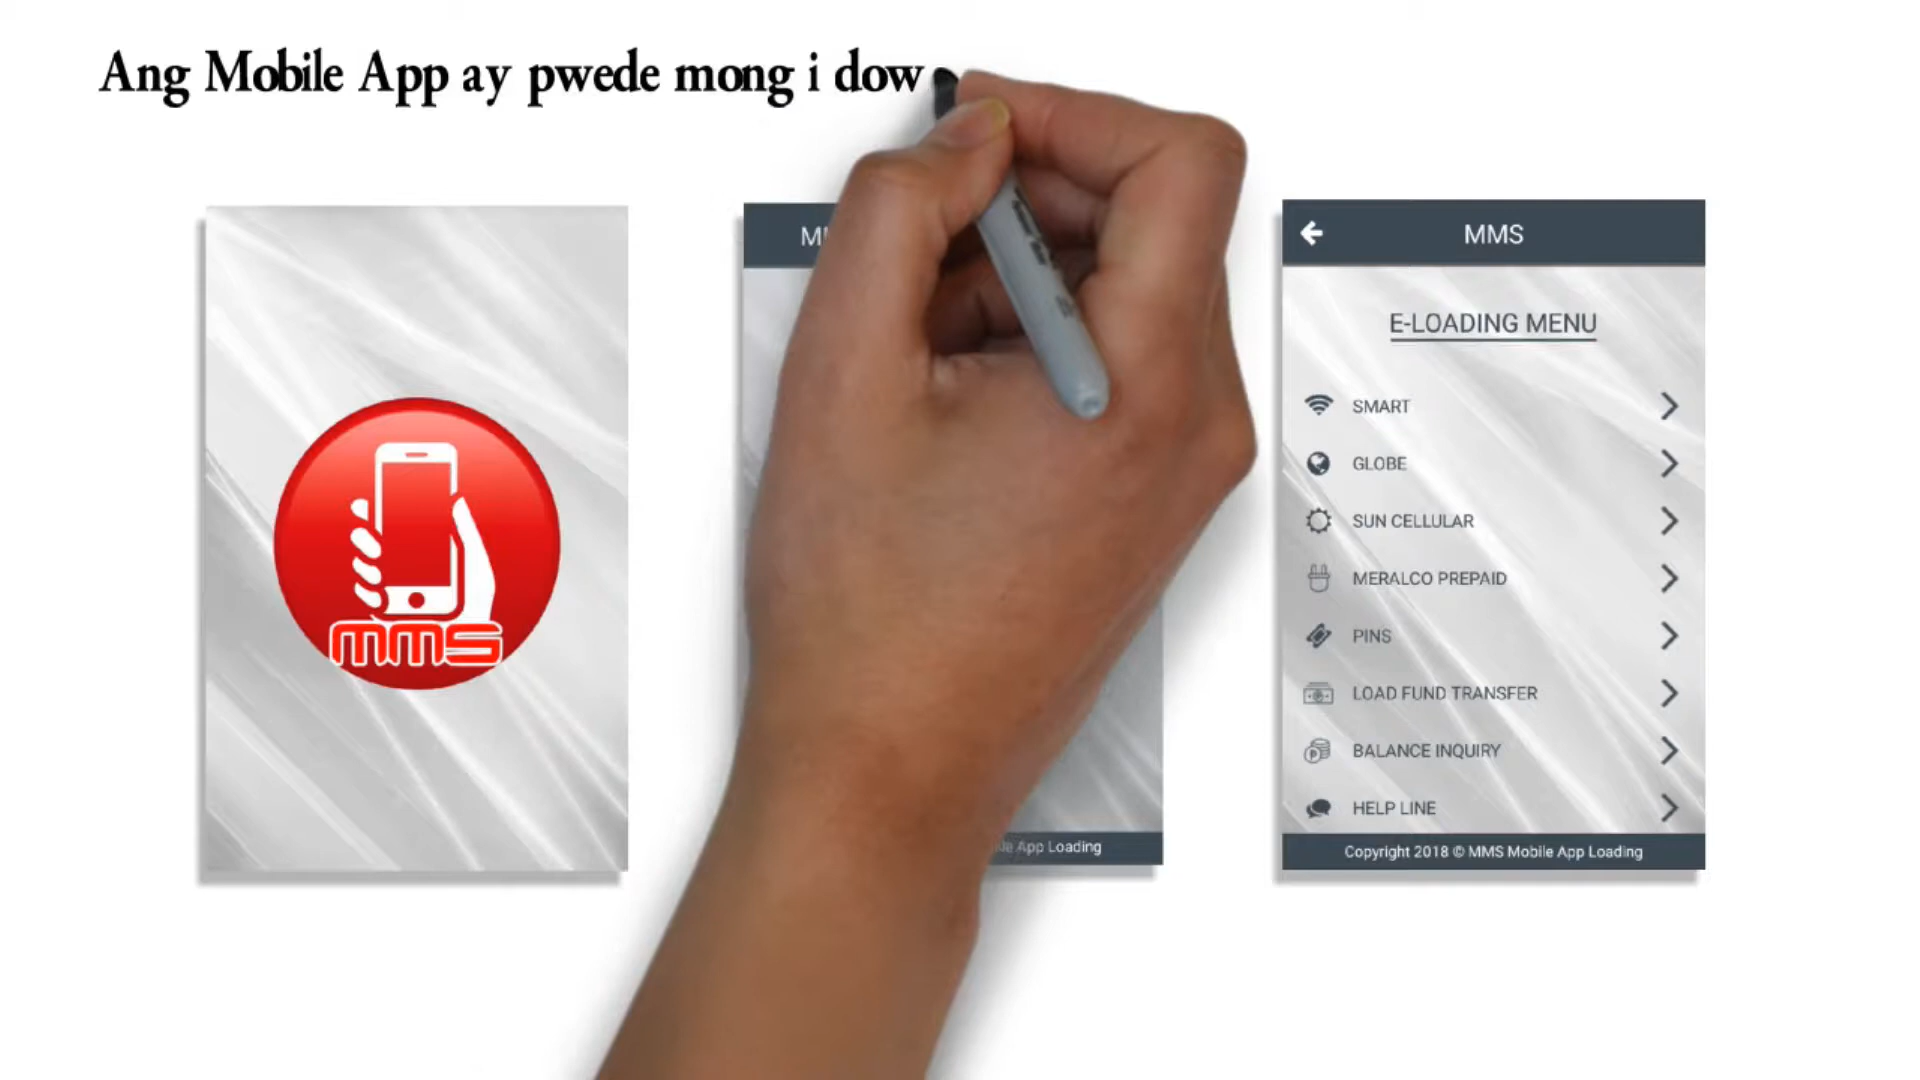 Ang Mobile App ay pwede mong i dow
mms
MMS
E-LOADING MENU
SMART
GLOBE
SUN CELLULAR
MERALCO PREPAID
PINS
LOAD FUND TRANSFER
BALANCE INQUIRY
HELP LINE
App Loading
Copyright 2018 © MMS Mobile App Loading